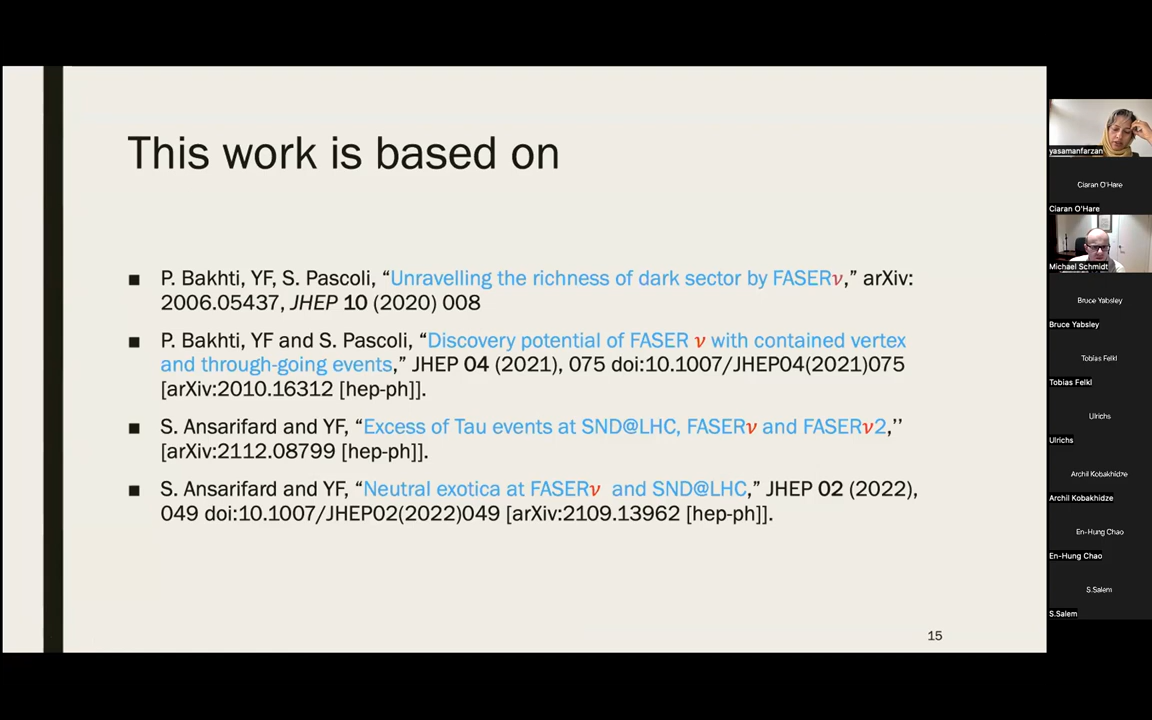 This work is based on
■ P. Bakhti, YF, S. Pascoli, “Unravelling the richness of dark sector by FASERν,” arXiv:
2006.05437, JHEP 10 (2020) 008
■ P. Bakhti, YF and S. Pascoli, “Discovery potential of FASER ν with contained vertex
and through-going events,” JHEP 04 (2021), 075 doi:10.1007/JHEP04(2021)075
[arXiv:2010.16312 [hep-ph]].
■ S. Ansarifard and YF, “Excess of Tau events at SND@LHC, FASERν and FASERν2,’’
[arXiv:2112.08799 [hep-ph]].
■ S. Ansarifard and YF, “Neutral exotica at FASERν and SND@LHC,” JHEP 02 (2022),
049 doi:10.1007/JHEP02(2022)049 [arXiv:2109.13962 [hep-ph]].
15
yasamanfarzan
Ciaran O'Hare
Ciaran O'Hare
Michael Schmidt
Bruce Yabsley
Bruce Yabsley
Tobias Felkl
Tobias Felkl
Ulrichs
Ulrichs
Archil Kobakhidze
Archil Kobakhidze
En-Hung Chao
En-Hung Chao
S.Salem
S.Salem